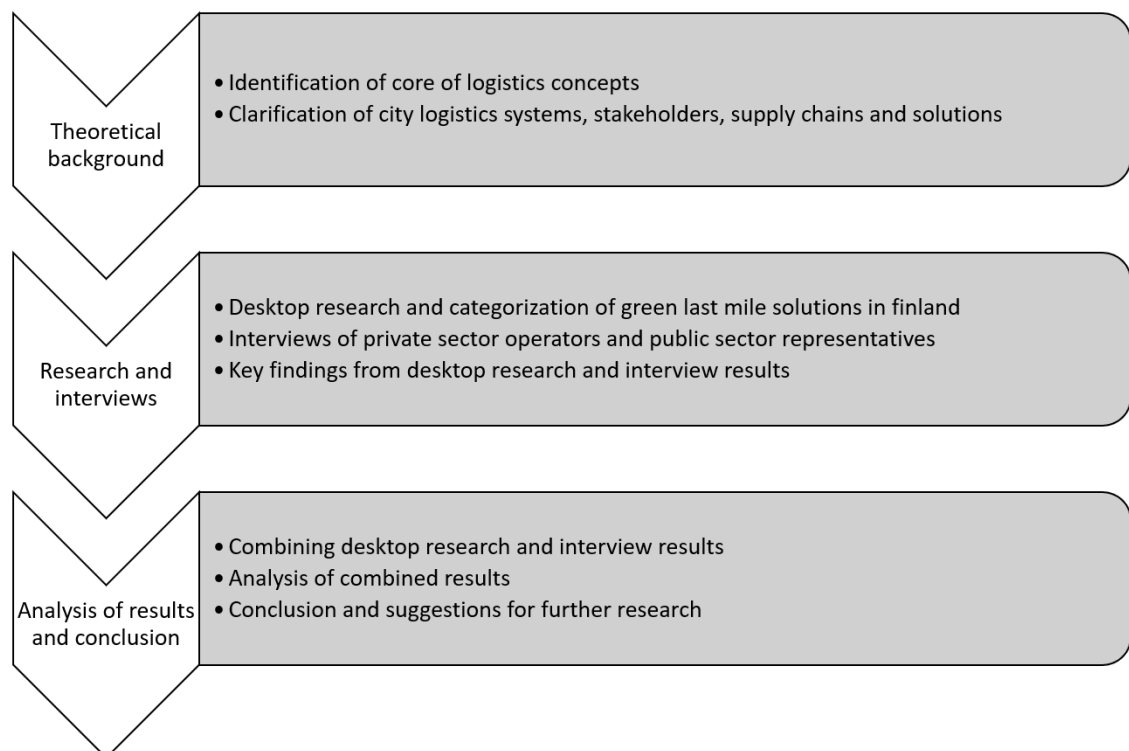 Theoretical
background
• Identification of core of logistics concepts
• Clarification of city logistics systems, stakeholders, supply chains and solutions
Research and
interviews
• Desktop research and categorization of green last mile solutions in finland
• Interviews of private sector operators and public sector representatives
• Key findings from desktop research and interview results
Analysis of results
and conclusion
• Combining desktop research and interview results
• Analysis of combined results
• Conclusion and suggestions for further research